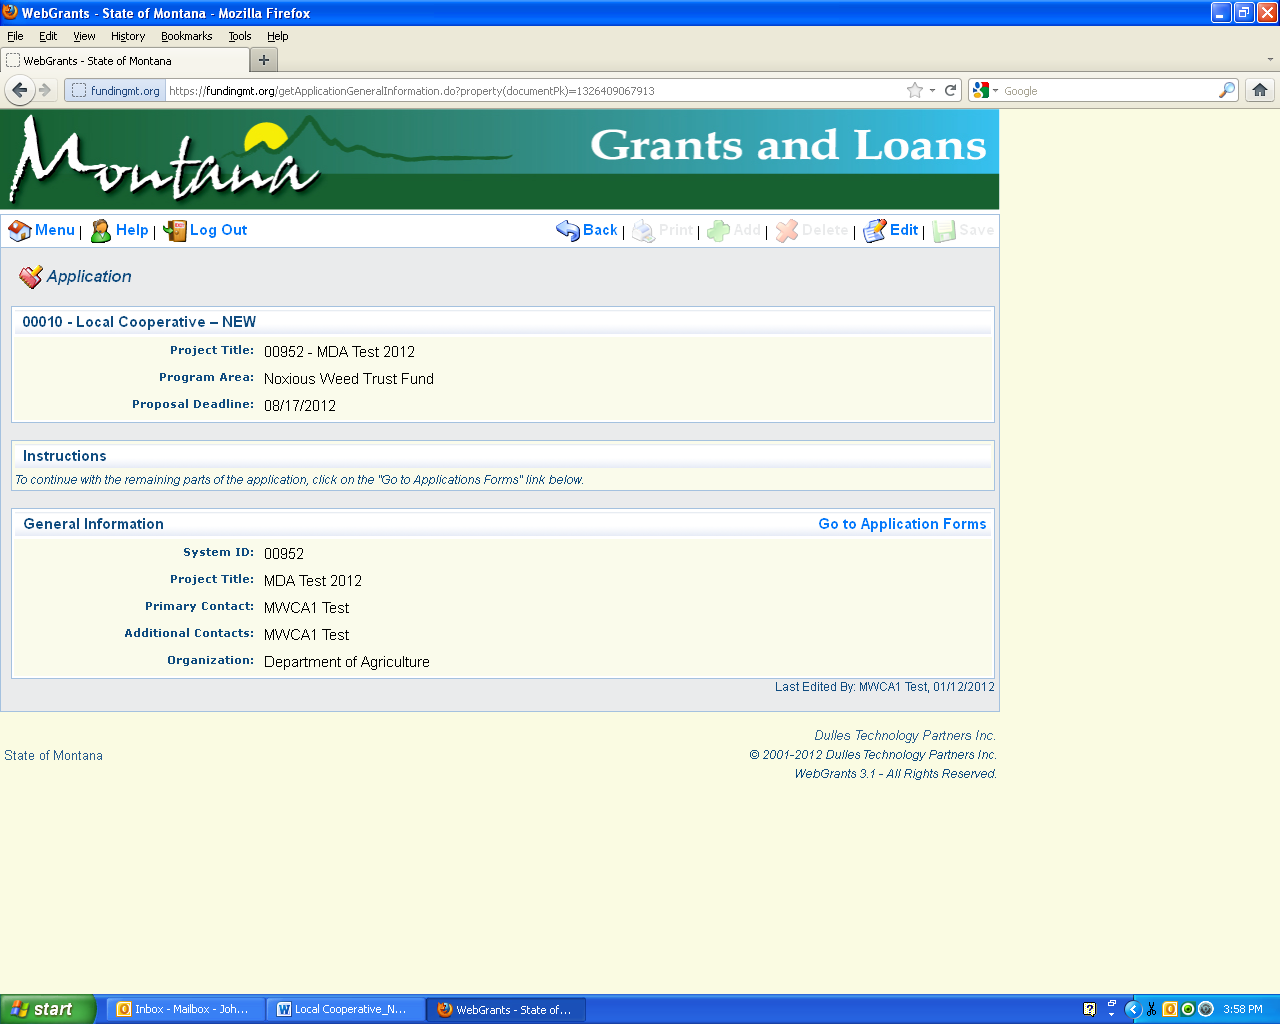 WebGrants - State of Montana - Mozilla Firefox
File Edit View History Bookmarks Tools Help
WebGrants - State of Montana
fundingmt.org https://fundingmt.org/getApplicationGeneralInformation.do?property(documentPk)=1326409067913 Google
Montana Grants and Loans
Menu | Help | Log Out Back | Print | Add | Delete | Edit | Save
Application
00010 - Local Cooperative – NEW
Project Title: 00952 - MDA Test 2012
Program Area: Noxious Weed Trust Fund
Proposal Deadline: 08/17/2012
Instructions
To continue with the remaining parts of the application, click on the "Go to Applications Forms" link below.
General Information Go to Application Forms
System ID: 00952
Project Title: MDA Test 2012
Primary Contact: MWCA1 Test
Additional Contacts: MWCA1 Test
Organization: Department of Agriculture
Last Edited By: MWCA1 Test, 01/12/2012
Dulles Technology Partners Inc.
State of Montana © 2001-2012 Dulles Technology Partners Inc.
WebGrants 3.1 - All Rights Reserved.
start Inbox - Mailbox - Joh... Local Cooperative_N... WebGrants - State of... 3:58 PM